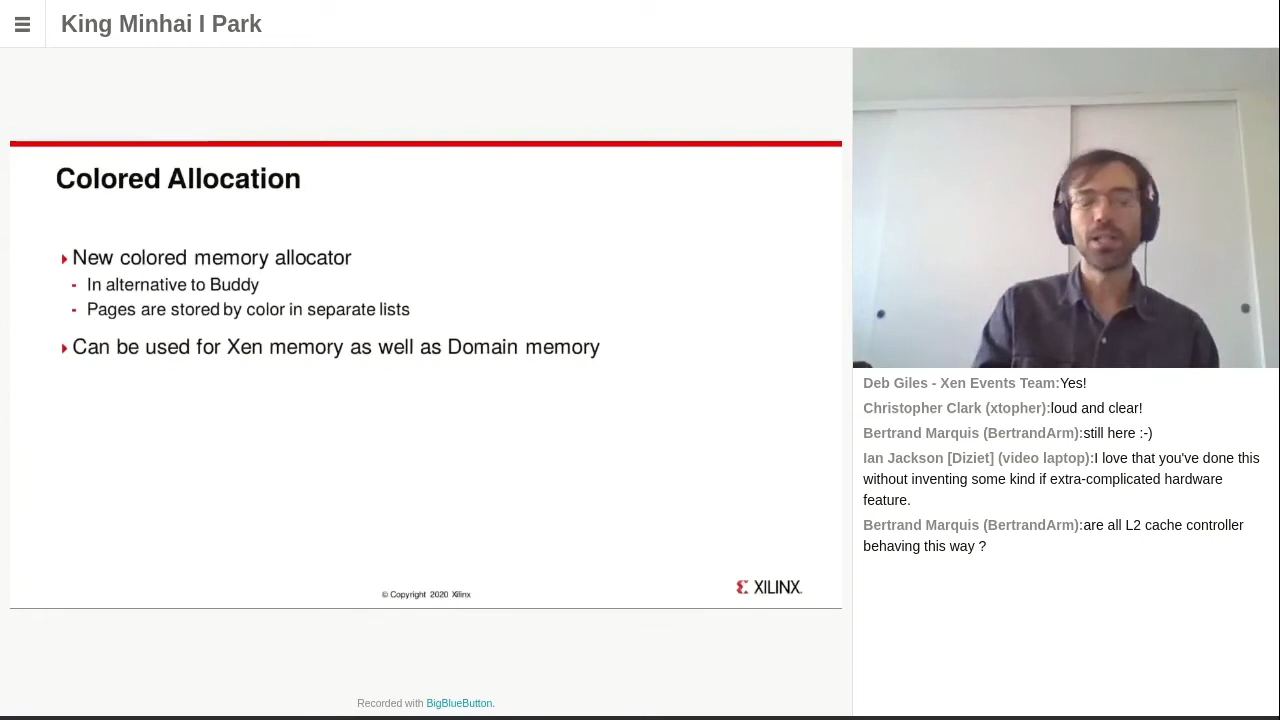 King Minhai I Park
Colored Allocation
New colored memory allocator
- In alternative to Buddy
- Pages are stored by color in separate lists
Can be used for Xen memory as well as Domain memory
© Copyright 2020 Xilinx
XILINX.
Recorded with BigBlueButton.
Deb Giles - Xen Events Team:Yes!
Christopher Clark (xtopher):loud and clear!
Bertrand Marquis (BertrandArm):still here :-)
Ian Jackson [Diziet] (video laptop):I love that you've done this
without inventing some kind if extra-complicated hardware
feature.
Bertrand Marquis (BertrandArm):are all L2 cache controller
behaving this way ?